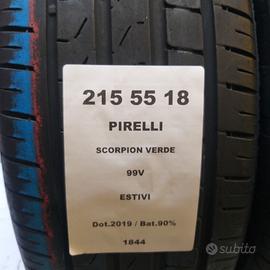 215 55 18
PIRELLI
SCORPION VERDE
99V
ESTIVI
Dot.2019 / Bat.90%
1844
subito